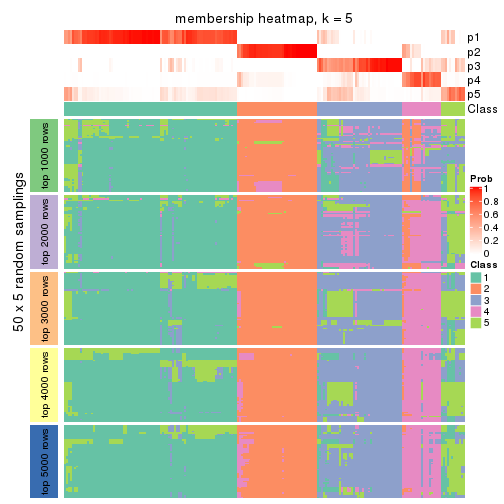 membership heatmap, k = 5
p1
p2
p3
p4
p5
Class
50 x 5 random samplings
top 1000 rows
top 2000 rows
top 3000 rows
top 4000 rows
top 5000 rows
Prob
1
0.8
0.6
0.4
0.2
0
Class
1
2
3
4
5